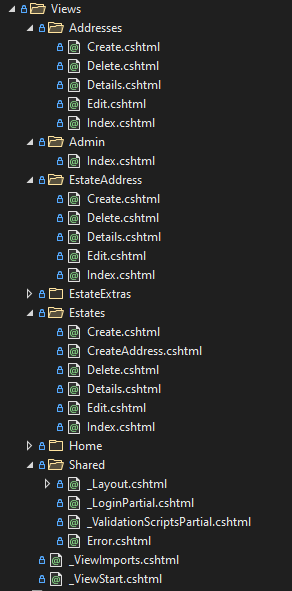 Views
Addresses
Create.cshtml
Delete.cshtml
Details.cshtml
Edit.cshtml
Index.cshtml
Admin
Index.cshtml
EstateAddress
Create.cshtml
Delete.cshtml
Details.cshtml
Edit.cshtml
Index.cshtml
EstateExtras
Estates
Create.cshtml
CreateAddress.cshtml
Delete.cshtml
Details.cshtml
Edit.cshtml
Index.cshtml
Home
Shared
_Layout.cshtml
_LoginPartial.cshtml
_ValidationScriptsPartial.cshtml
Error.cshtml
_ViewImports.cshtml
_ViewStart.cshtml